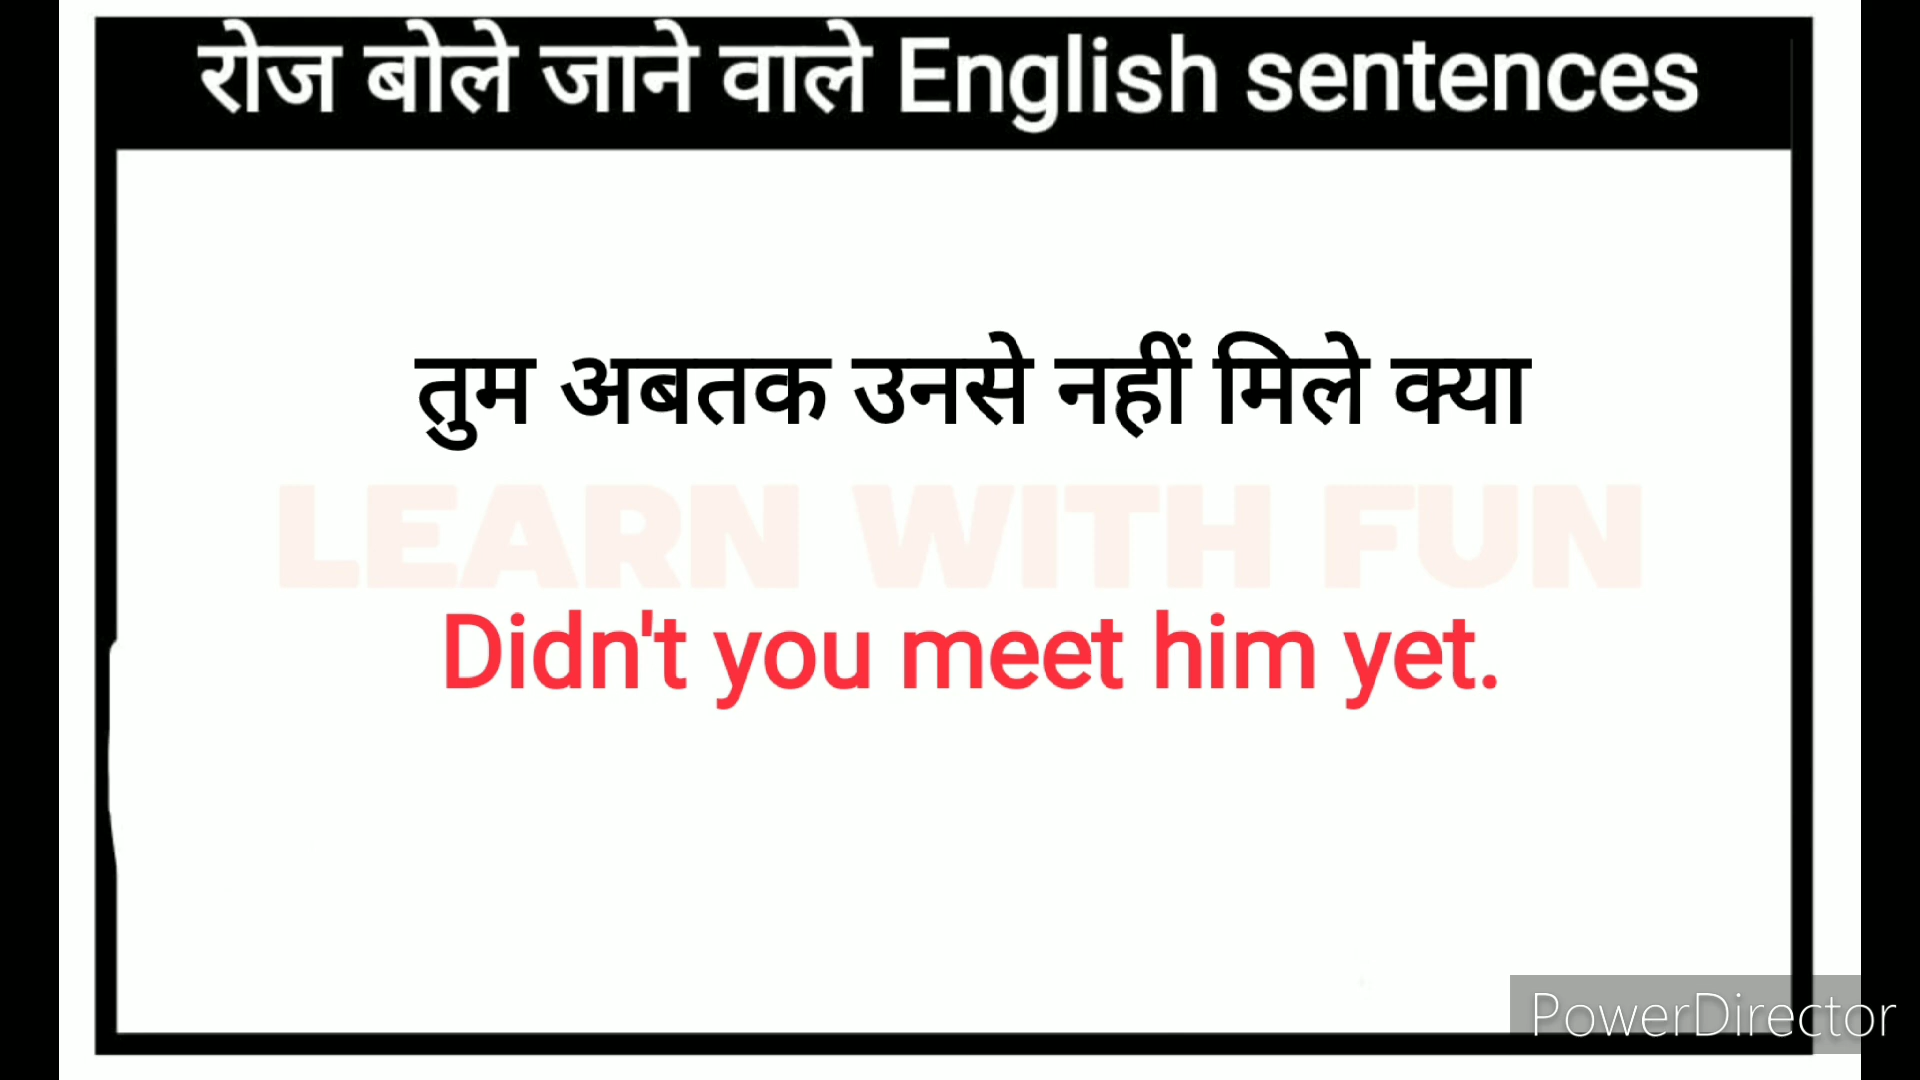 रोज बोले जाने वाले English sentences
तुम अबतक उनसे नहीं मिले क्या
LEARN WITH FUN
Didn't you meet him yet.
PowerDirector